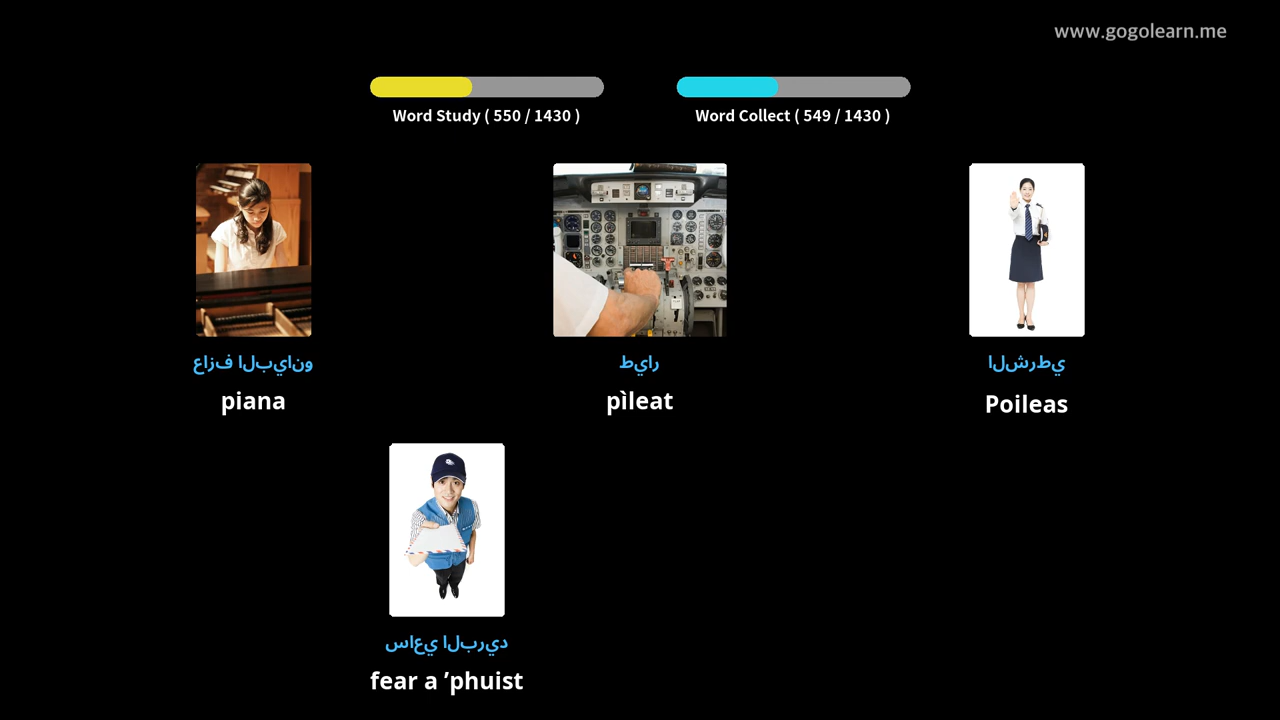 www.gogolearn.me
Word Study ( 550 / 1430 )
Word Collect ( 549 / 1430 )
عازف البيانو
piana
طيار
pìleat
الشرطي
Poileas
ساعي البريد
fear a ’phuist